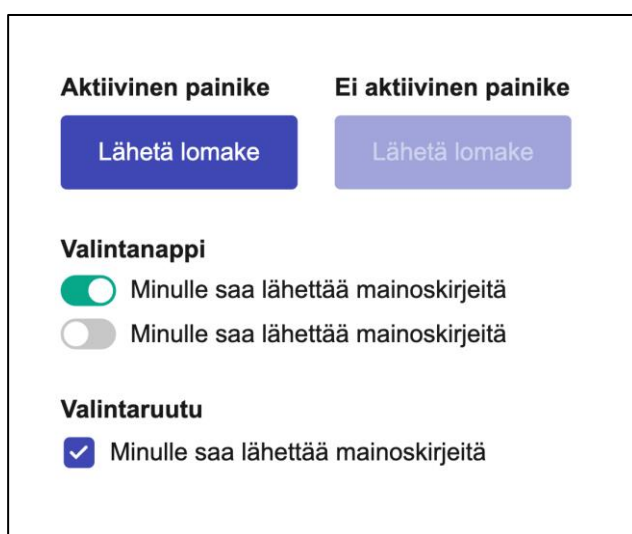 Aktiivinen painike
Ei aktiivinen painike
Lähetä lomake
Lähetä lomake
Valintanappi
Minulle saa lähettää mainoskirjeitä
Minulle saa lähettää mainoskirjeitä
Valintaruutu
Minulle saa lähettää mainoskirjeitä